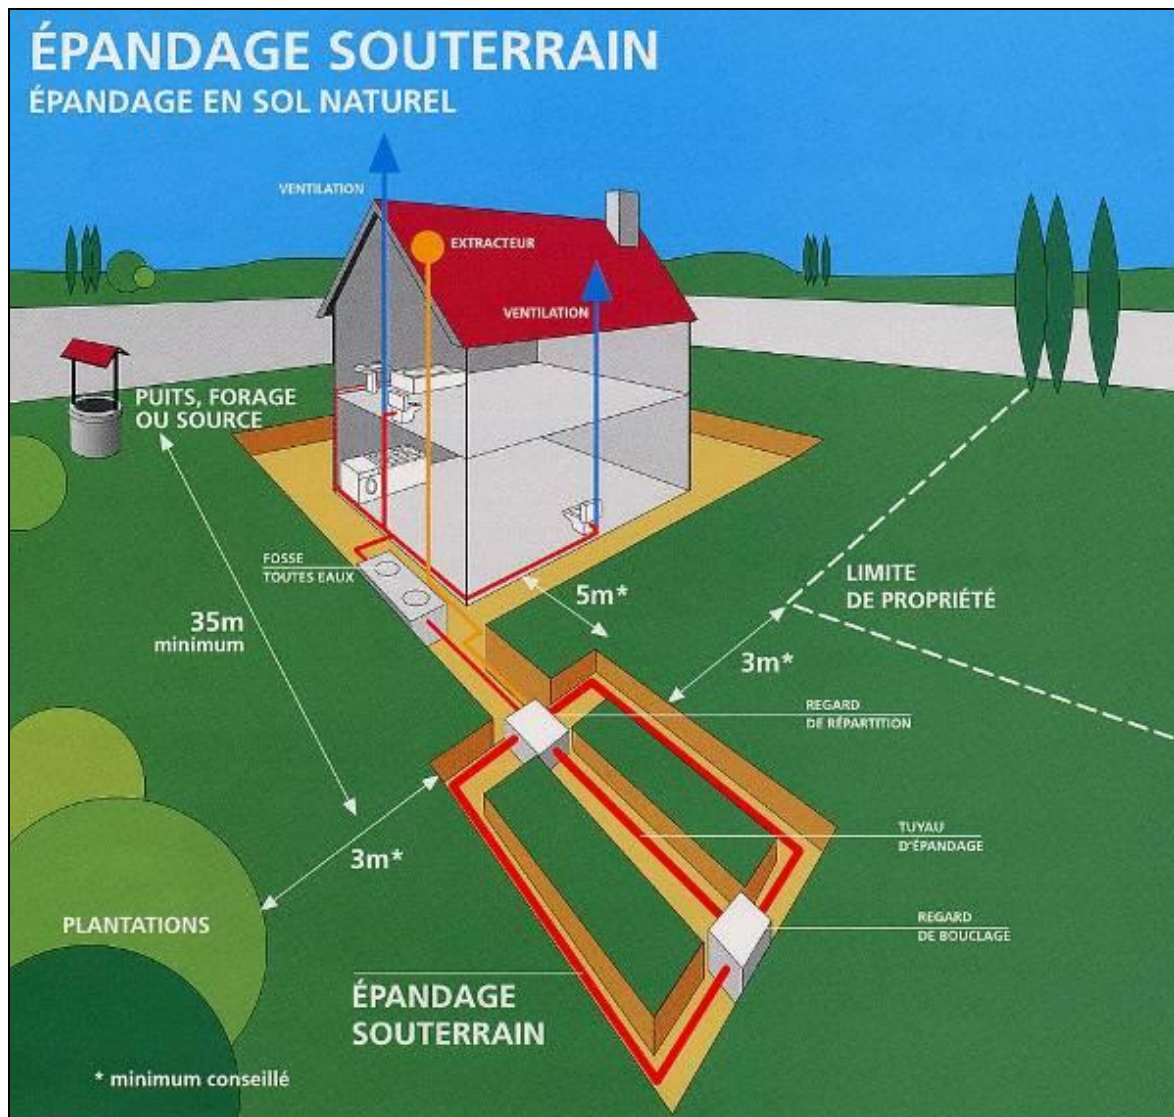 ÉPANDAGE SOUTERRAIN
ÉPANDAGE EN SOL NATUREL
VENTILATION
EXTRACTEUR
VENTILATION
PUITS, FORAGE
OU SOURCE
FOSSE
TOUTES EAUX
35m
minimum
5m*
LIMITE
DE PROPRIÉTÉ
3m*
REGARD
DE RÉPARTITION
TUYAU
D'ÉPANDAGE
3m*
PLANTATIONS
REGARD
DE BOUCLAGE
ÉPANDAGE
SOUTERRAIN
* minimum conseillé